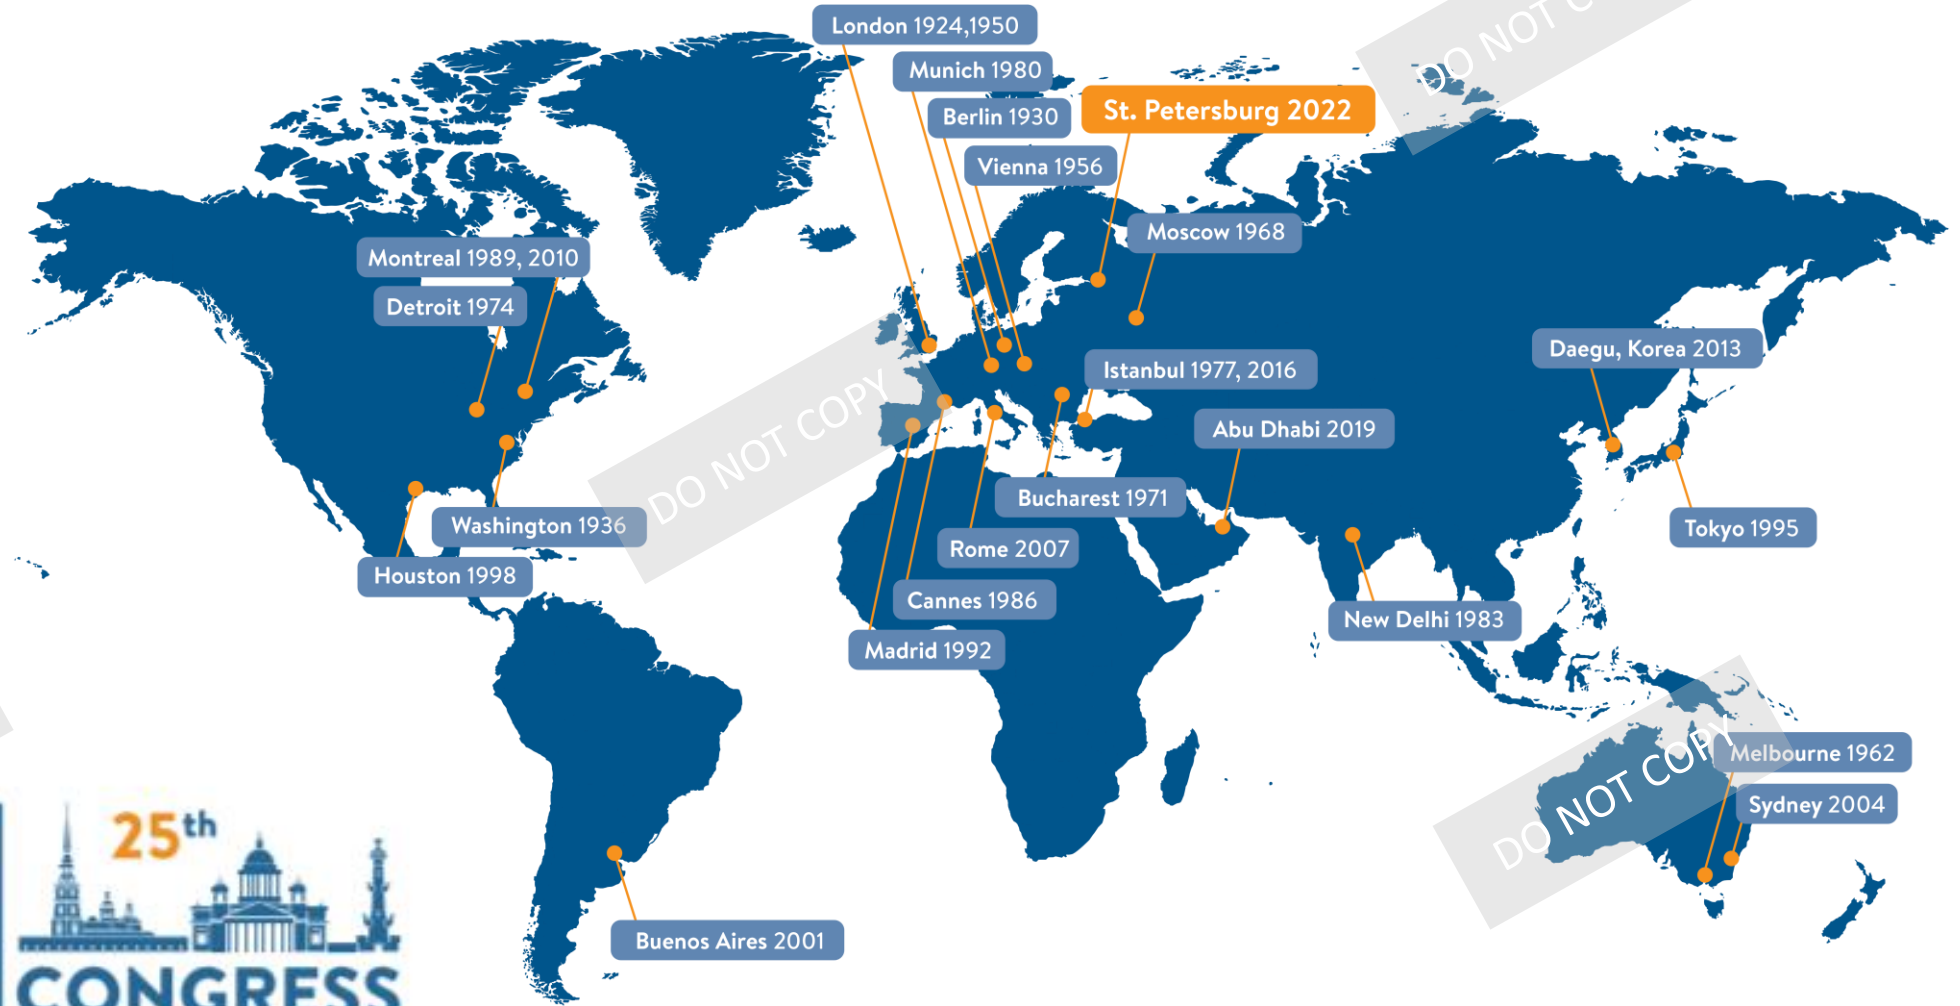 London 1924,1950
Munich 1980
Berlin 1930
St. Petersburg 2022
Vienna 1956
Moscow 1968
Montreal 1989, 2010
Detroit 1974
Daegu, Korea 2013
Istanbul 1977, 2016
Abu Dhabi 2019
Bucharest 1971
Washington 1936
Tokyo 1995
Rome 2007
Houston 1998
Cannes 1986
New Delhi 1983
Madrid 1992
Melbourne 1962
Sydney 2004
Buenos Aires 2001
25th
CONGRESS
DO NOT C
DO NOT COPY
DO NOT COPY